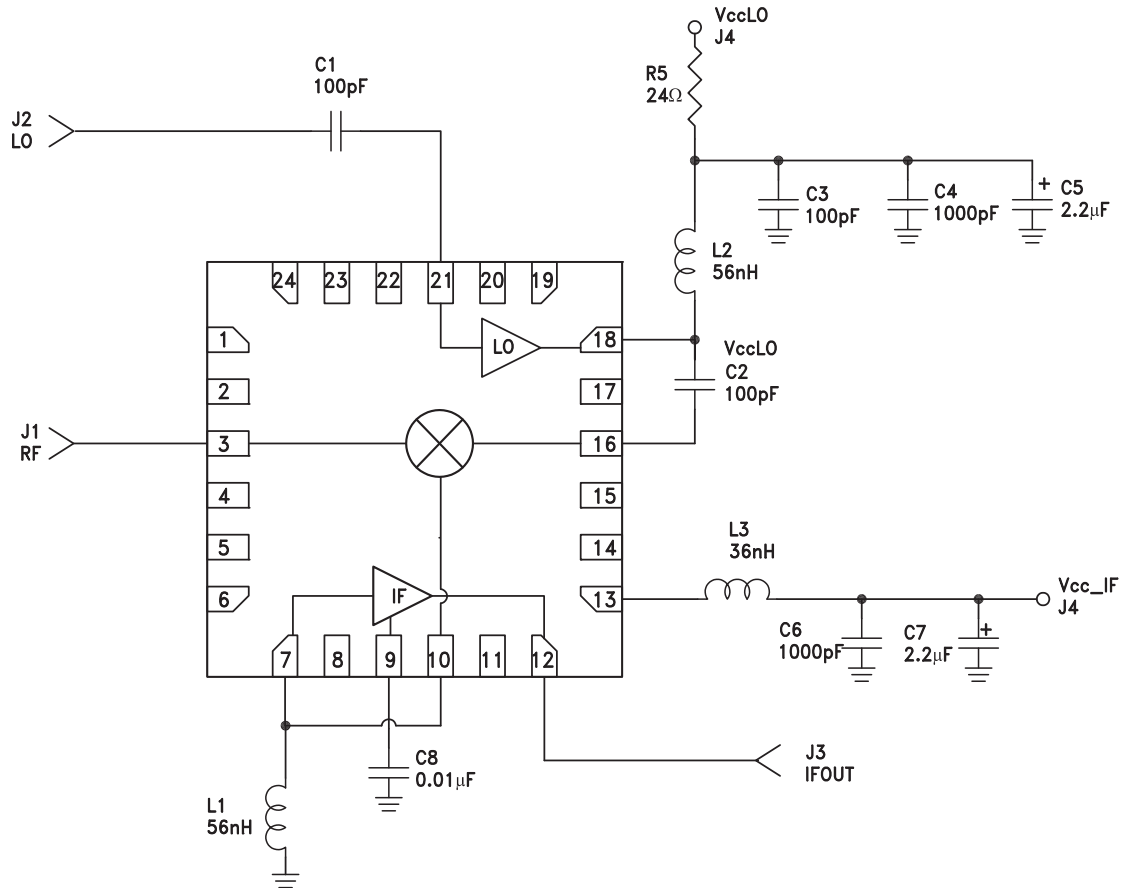 VccLO
J4
R5
24Ω
C1
100pF
J2
LO
C3
100pF
C4
1000pF
+
C5
2.2μF
L2
56nH
24
23
22
21
20
19
1
2
3
4
5
6
LO
18
17
16
15
14
13
VccLO
C2
100pF
J1
RF
L3
36nH
Vcc_IF
J4
C6
1000pF
C7
2.2μF
+
IF
7
8
9
10
11
12
C8
0.01μF
J3
IFOUT
L1
56nH